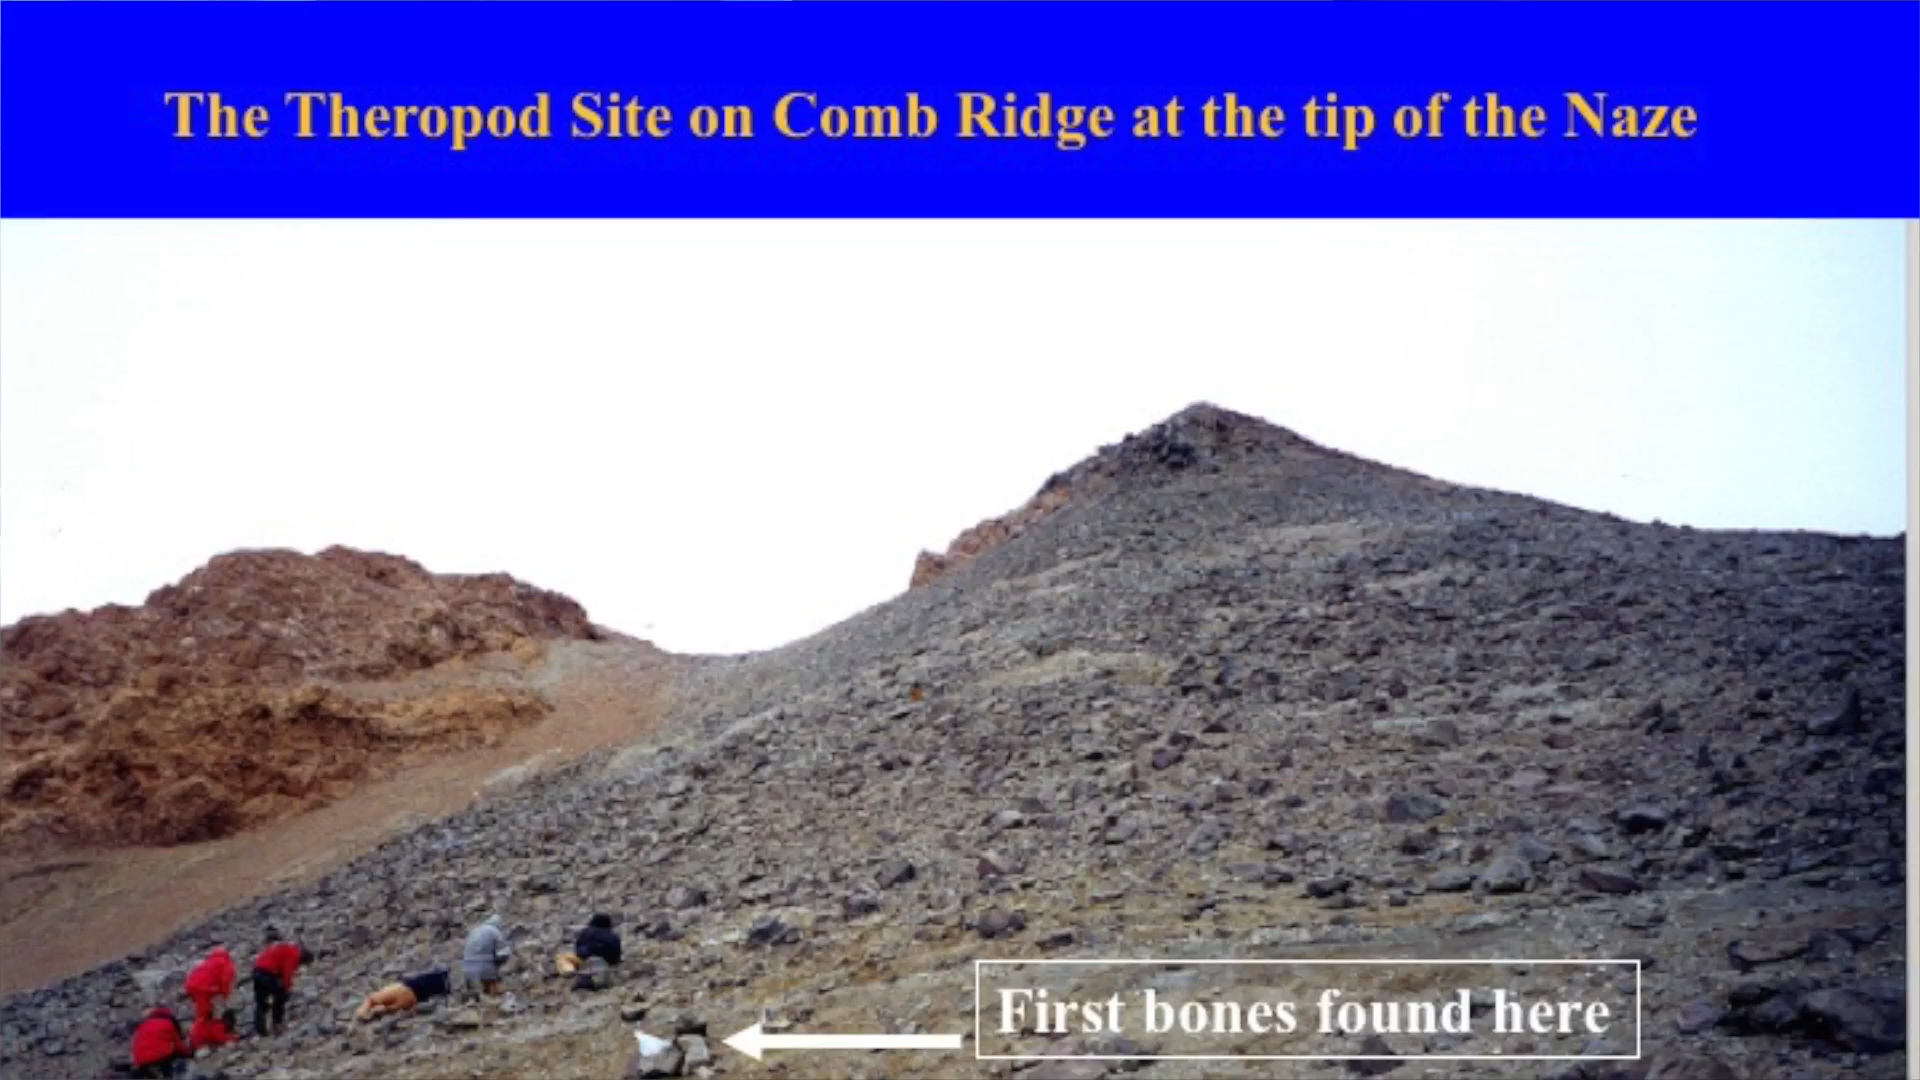 The Theropod Site on Comb Ridge at the tip of the Naze
First bones found here